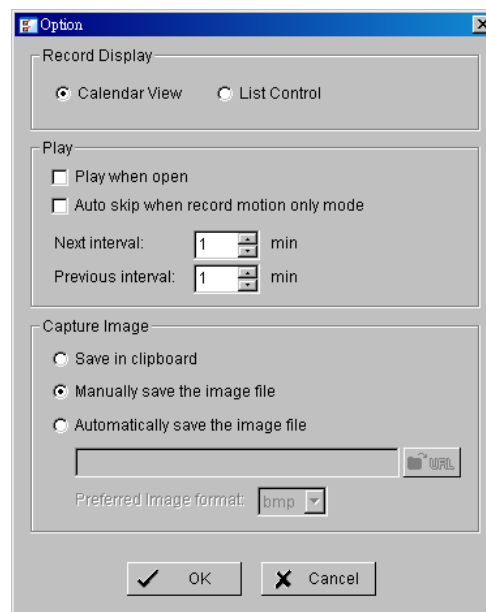 Option
Record Display
Calendar View List Control
Play
Play when open
Auto skip when record motion only mode
Next interval: 1 min
Previous interval: 1 min
Capture Image
Save in clipboard
Manually save the image file
Automatically save the image file
URL
Preferred Image format: bmp
OK Cancel